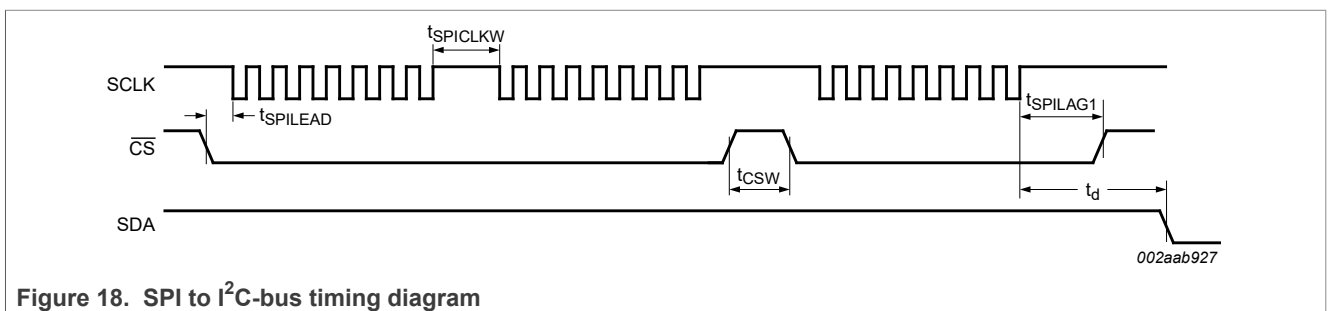 tSPICLKW
SCLK
tSPILEAD
tSPILAG1
CS
tCSW
td
SDA
002aab927
Figure 18. SPI to I2C-bus timing diagram